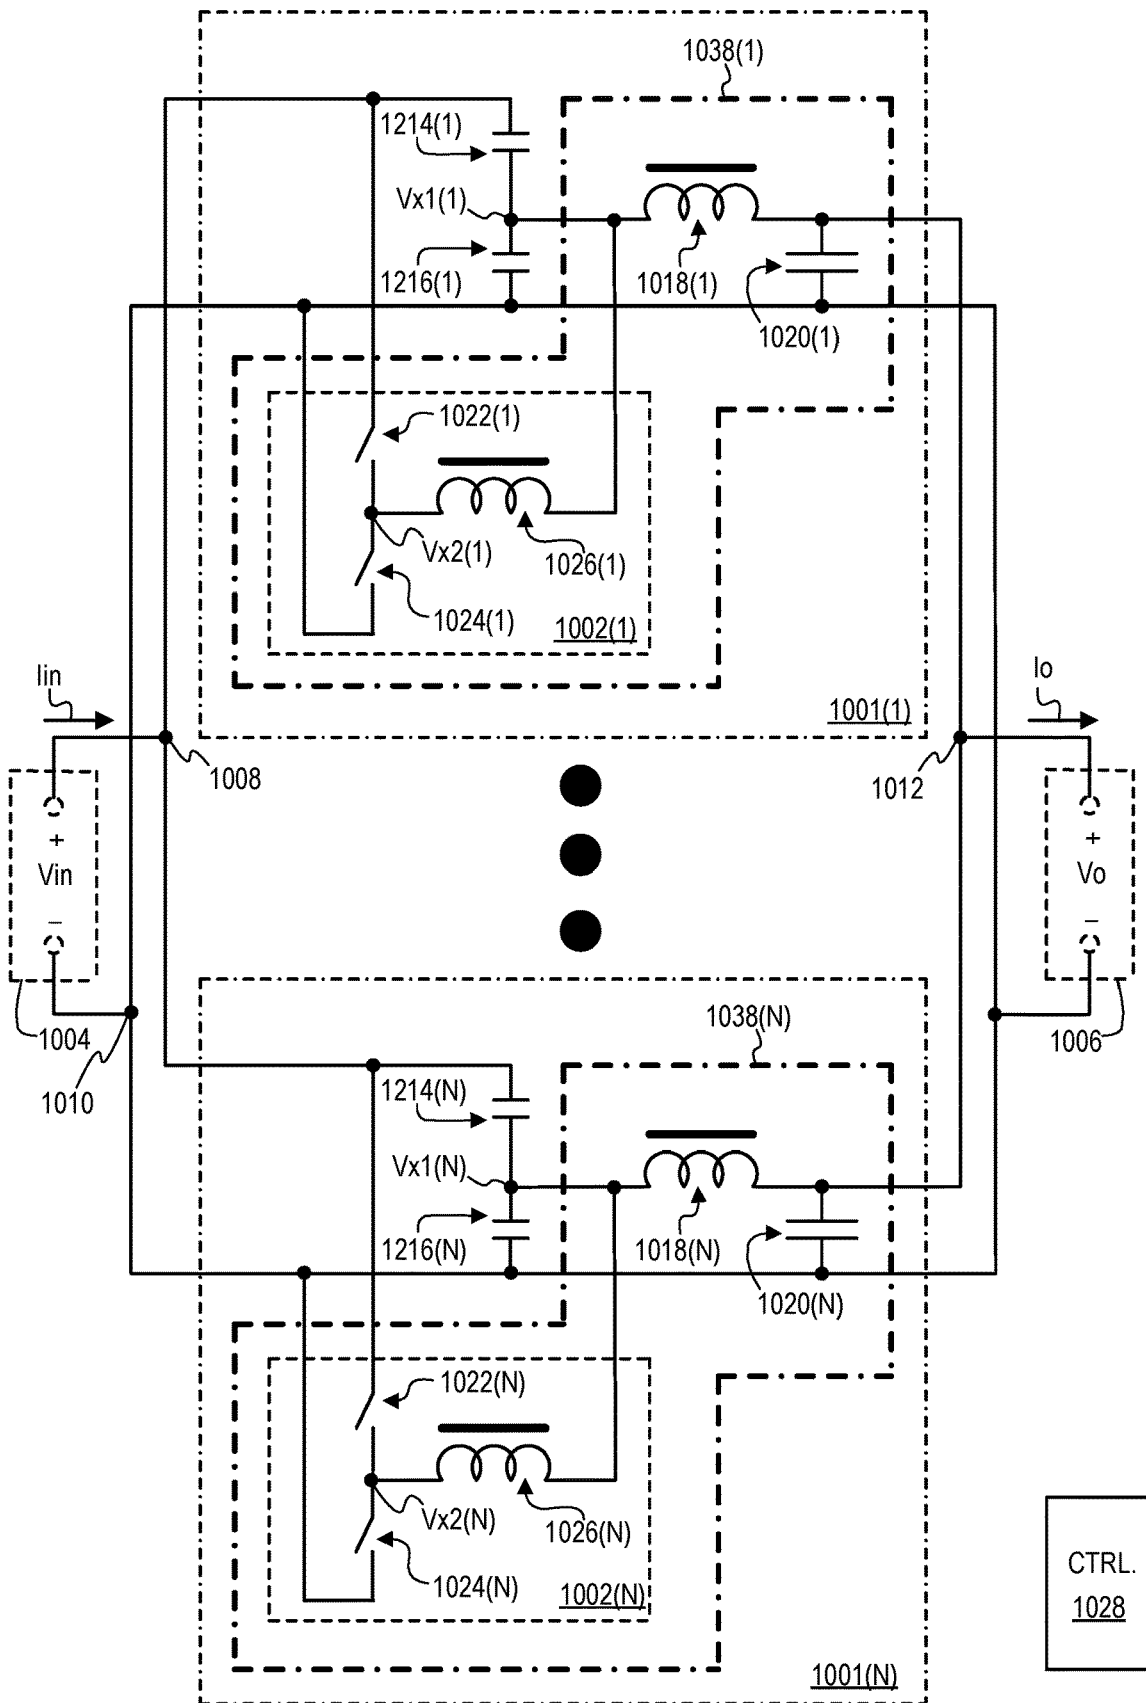 1038(1)
1214(1)
Vx1(1)
1216(1)
1018(1)
1020(1)
1022(1)
Vx2(1)
1026(1)
1024(1)
1002(1)
Iin
Io
1001(1)
1008
1012
+
Vin
–
+
Vo
–
1004
1006
1010
1038(N)
1214(N)
Vx1(N)
1216(N)
1018(N)
1020(N)
1022(N)
Vx2(N)
1026(N)
1024(N)
1002(N)
CTRL.
1028
1001(N)